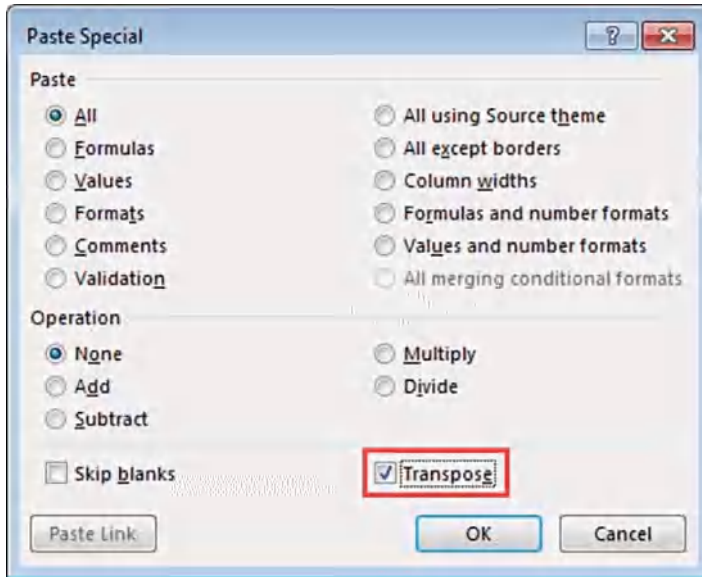 Paste Special
Paste
All
All using Source theme
Formulas
All except borders
Values
Column widths
Formats
Formulas and number formats
Comments
Values and number formats
Validation
All merging conditional formats
Operation
None
Multiply
Add
Divide
Subtract
Skip blanks
Transpose
Paste Link
OK
Cancel